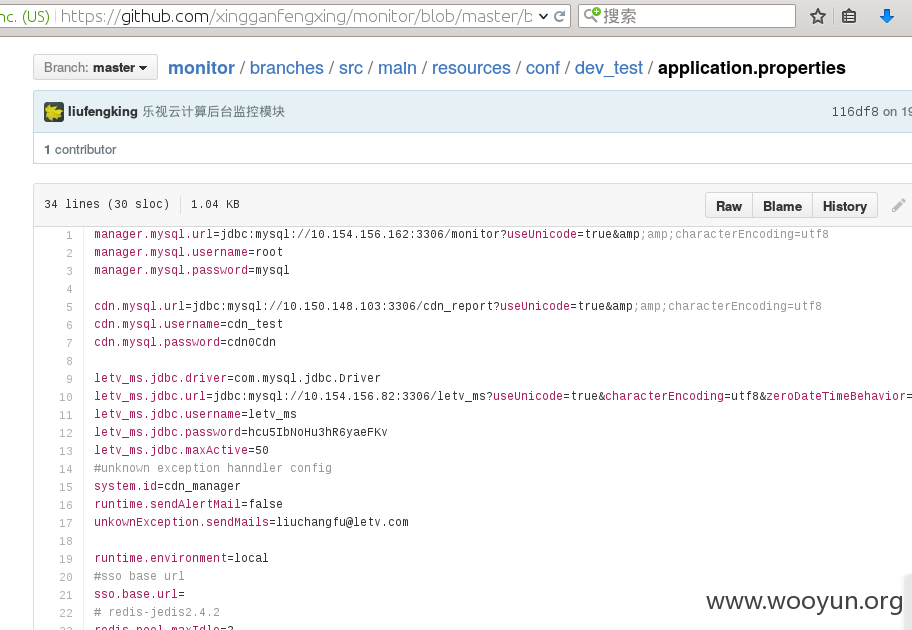 nc. (US) https://github.com/xingganfengxing/monitor/blob/master/b 搜索
Branch: master monitor / branches / src / main / resources / conf / dev_test / application.properties
liufengking 乐视云计算后台监控模块 116df8 on 19
1 contributor
34 lines (30 sloc) 1.04 KB Raw Blame History
1 manager.mysql.url=jdbc:mysql://10.154.156.162:3306/monitor?useUnicode=true&amp;amp;characterEncoding=utf8
2 manager.mysql.username=root
3 manager.mysql.password=mysql
4
5 cdn.mysql.url=jdbc:mysql://10.150.148.103:3306/cdn_report?useUnicode=true&amp;amp;characterEncoding=utf8
6 cdn.mysql.username=cdn_test
7 cdn.mysql.password=cdn0Cdn
8
9 letv_ms.jdbc.driver=com.mysql.jdbc.Driver
10 letv_ms.jdbc.url=jdbc:mysql://10.154.156.82:3306/letv_ms?useUnicode=true&characterEncoding=utf8&zeroDateTimeBehavior=
11 letv_ms.jdbc.username=letv_ms
12 letv_ms.jdbc.password=hcu5IbNoHu3hR6yaeFKv
13 letv_ms.jdbc.maxActive=50
14 #unknown exception hanndler config
15 system.id=cdn_manager
16 runtime.sendAlertMail=false
17 unkownException.sendMails=liuchangfu@letv.com
18
19 runtime.environment=local
20 #sso base url
21 sso.base.url=
22 # redis-jedis2.4.2
23 redis.pool.maxIdle=2
www.wooyun.org